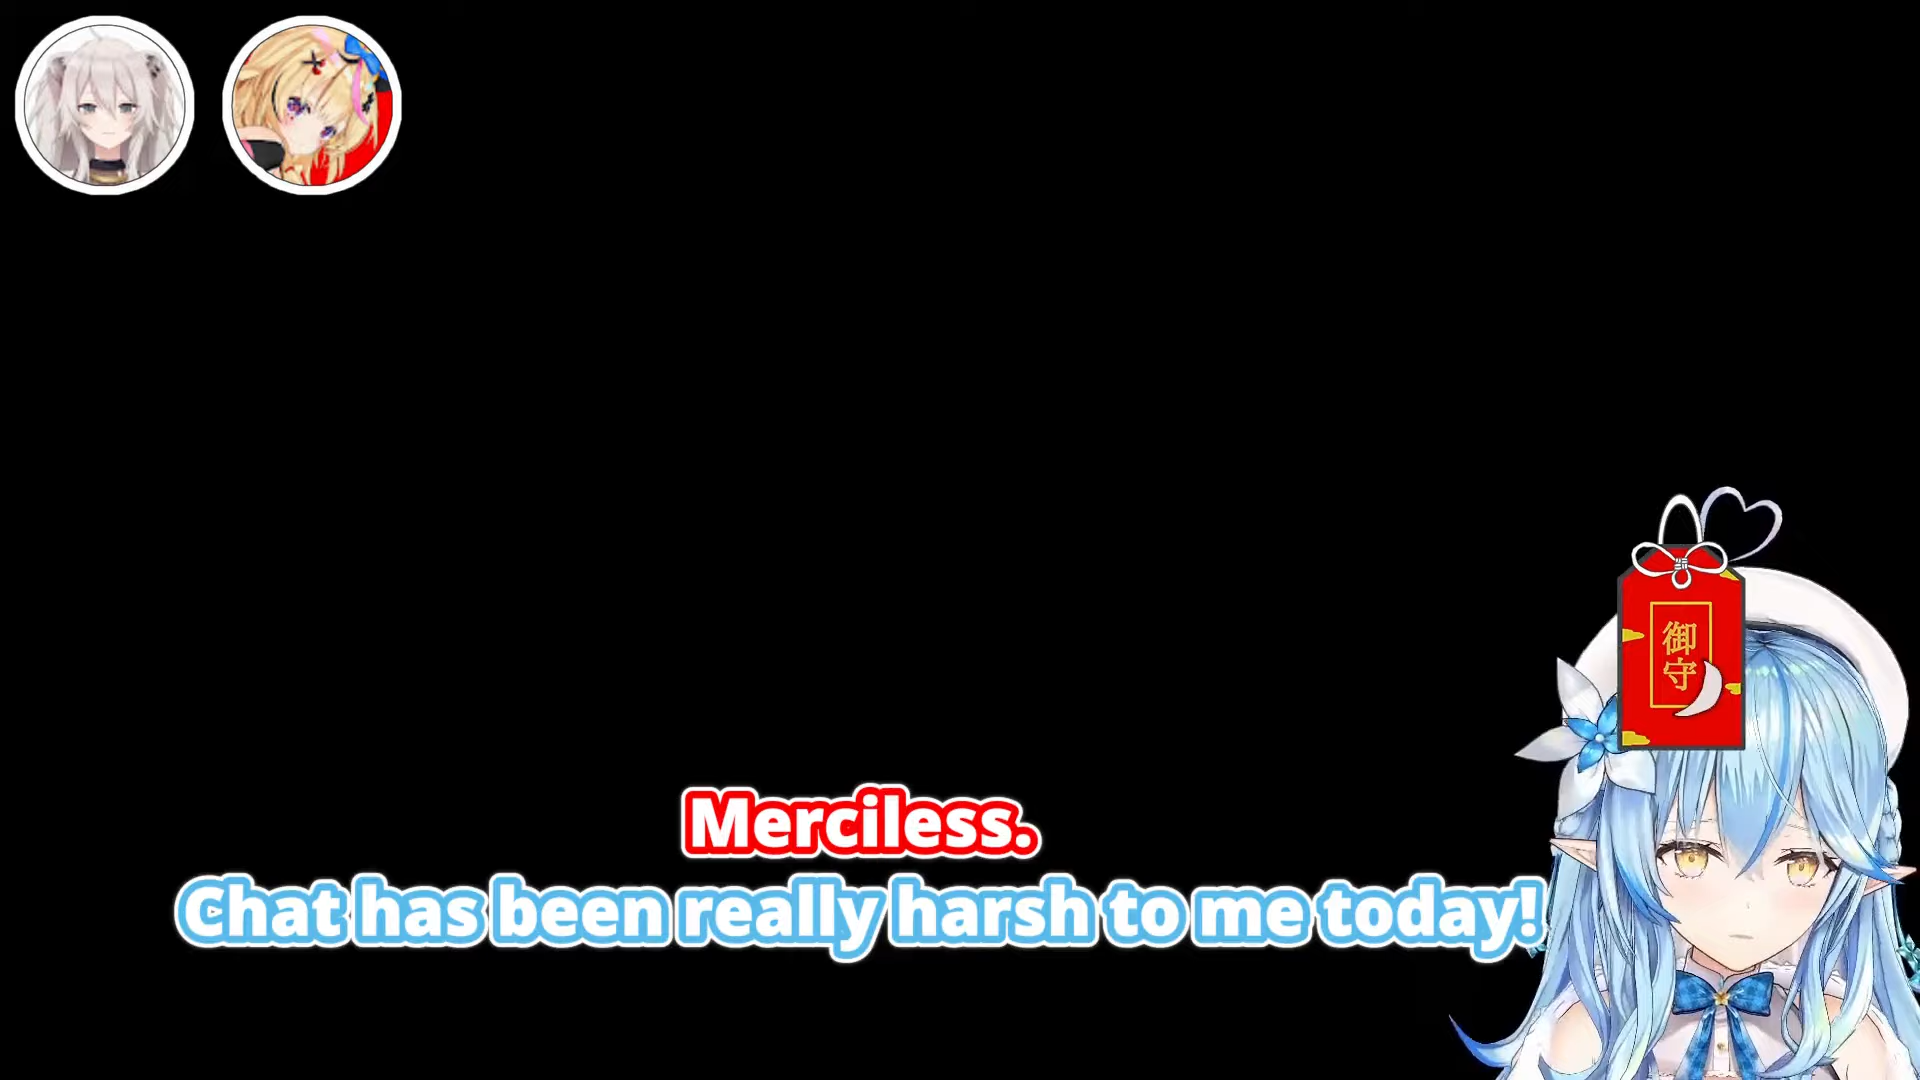 御
守
Merciless.
Chat has been really harsh to me today!